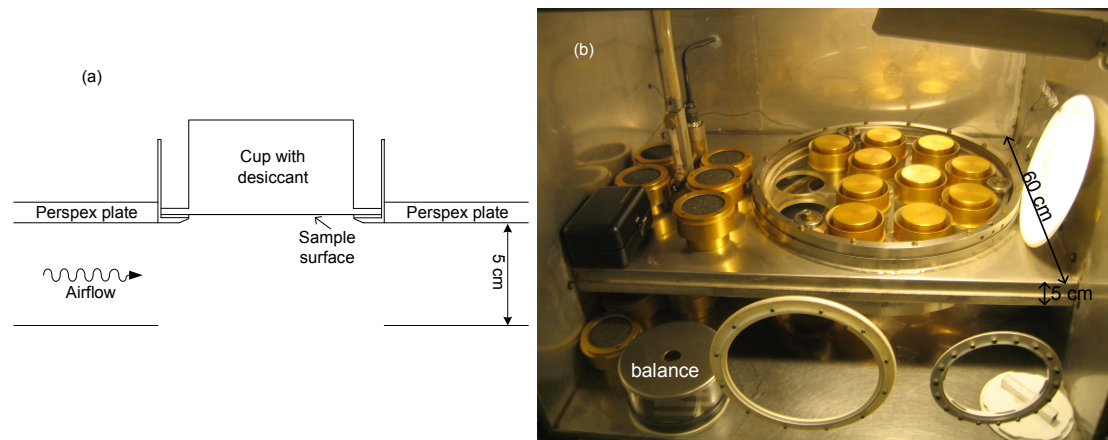 (a)
Cup with
desiccant
Perspex plate
Perspex plate
Sample
surface
Airflow
5 cm
(b)
60 cm
5 cm
balance